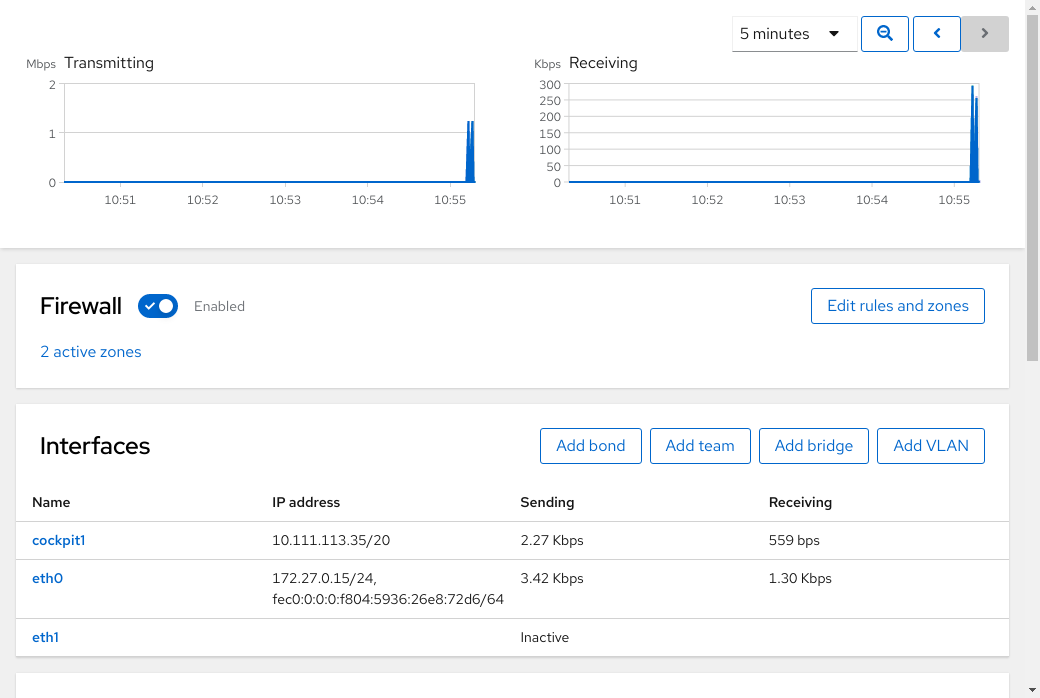 5 minutes
Mbps Transmitting
2
1
0
10:51 10:52 10:53 10:54 10:55
Kbps Receiving
300
250
200
150
100
50
0
10:51 10:52 10:53 10:54 10:55
Firewall Enabled Edit rules and zones
2 active zones
Interfaces Add bond Add team Add bridge Add VLAN
Name IP address Sending Receiving
cockpit1 10.111.113.35/20 2.27 Kbps 559 bps
eth0 172.27.0.15/24, 3.42 Kbps 1.30 Kbps
fec0:0:0:0:f804:5936:26e8:72d6/64
eth1 Inactive